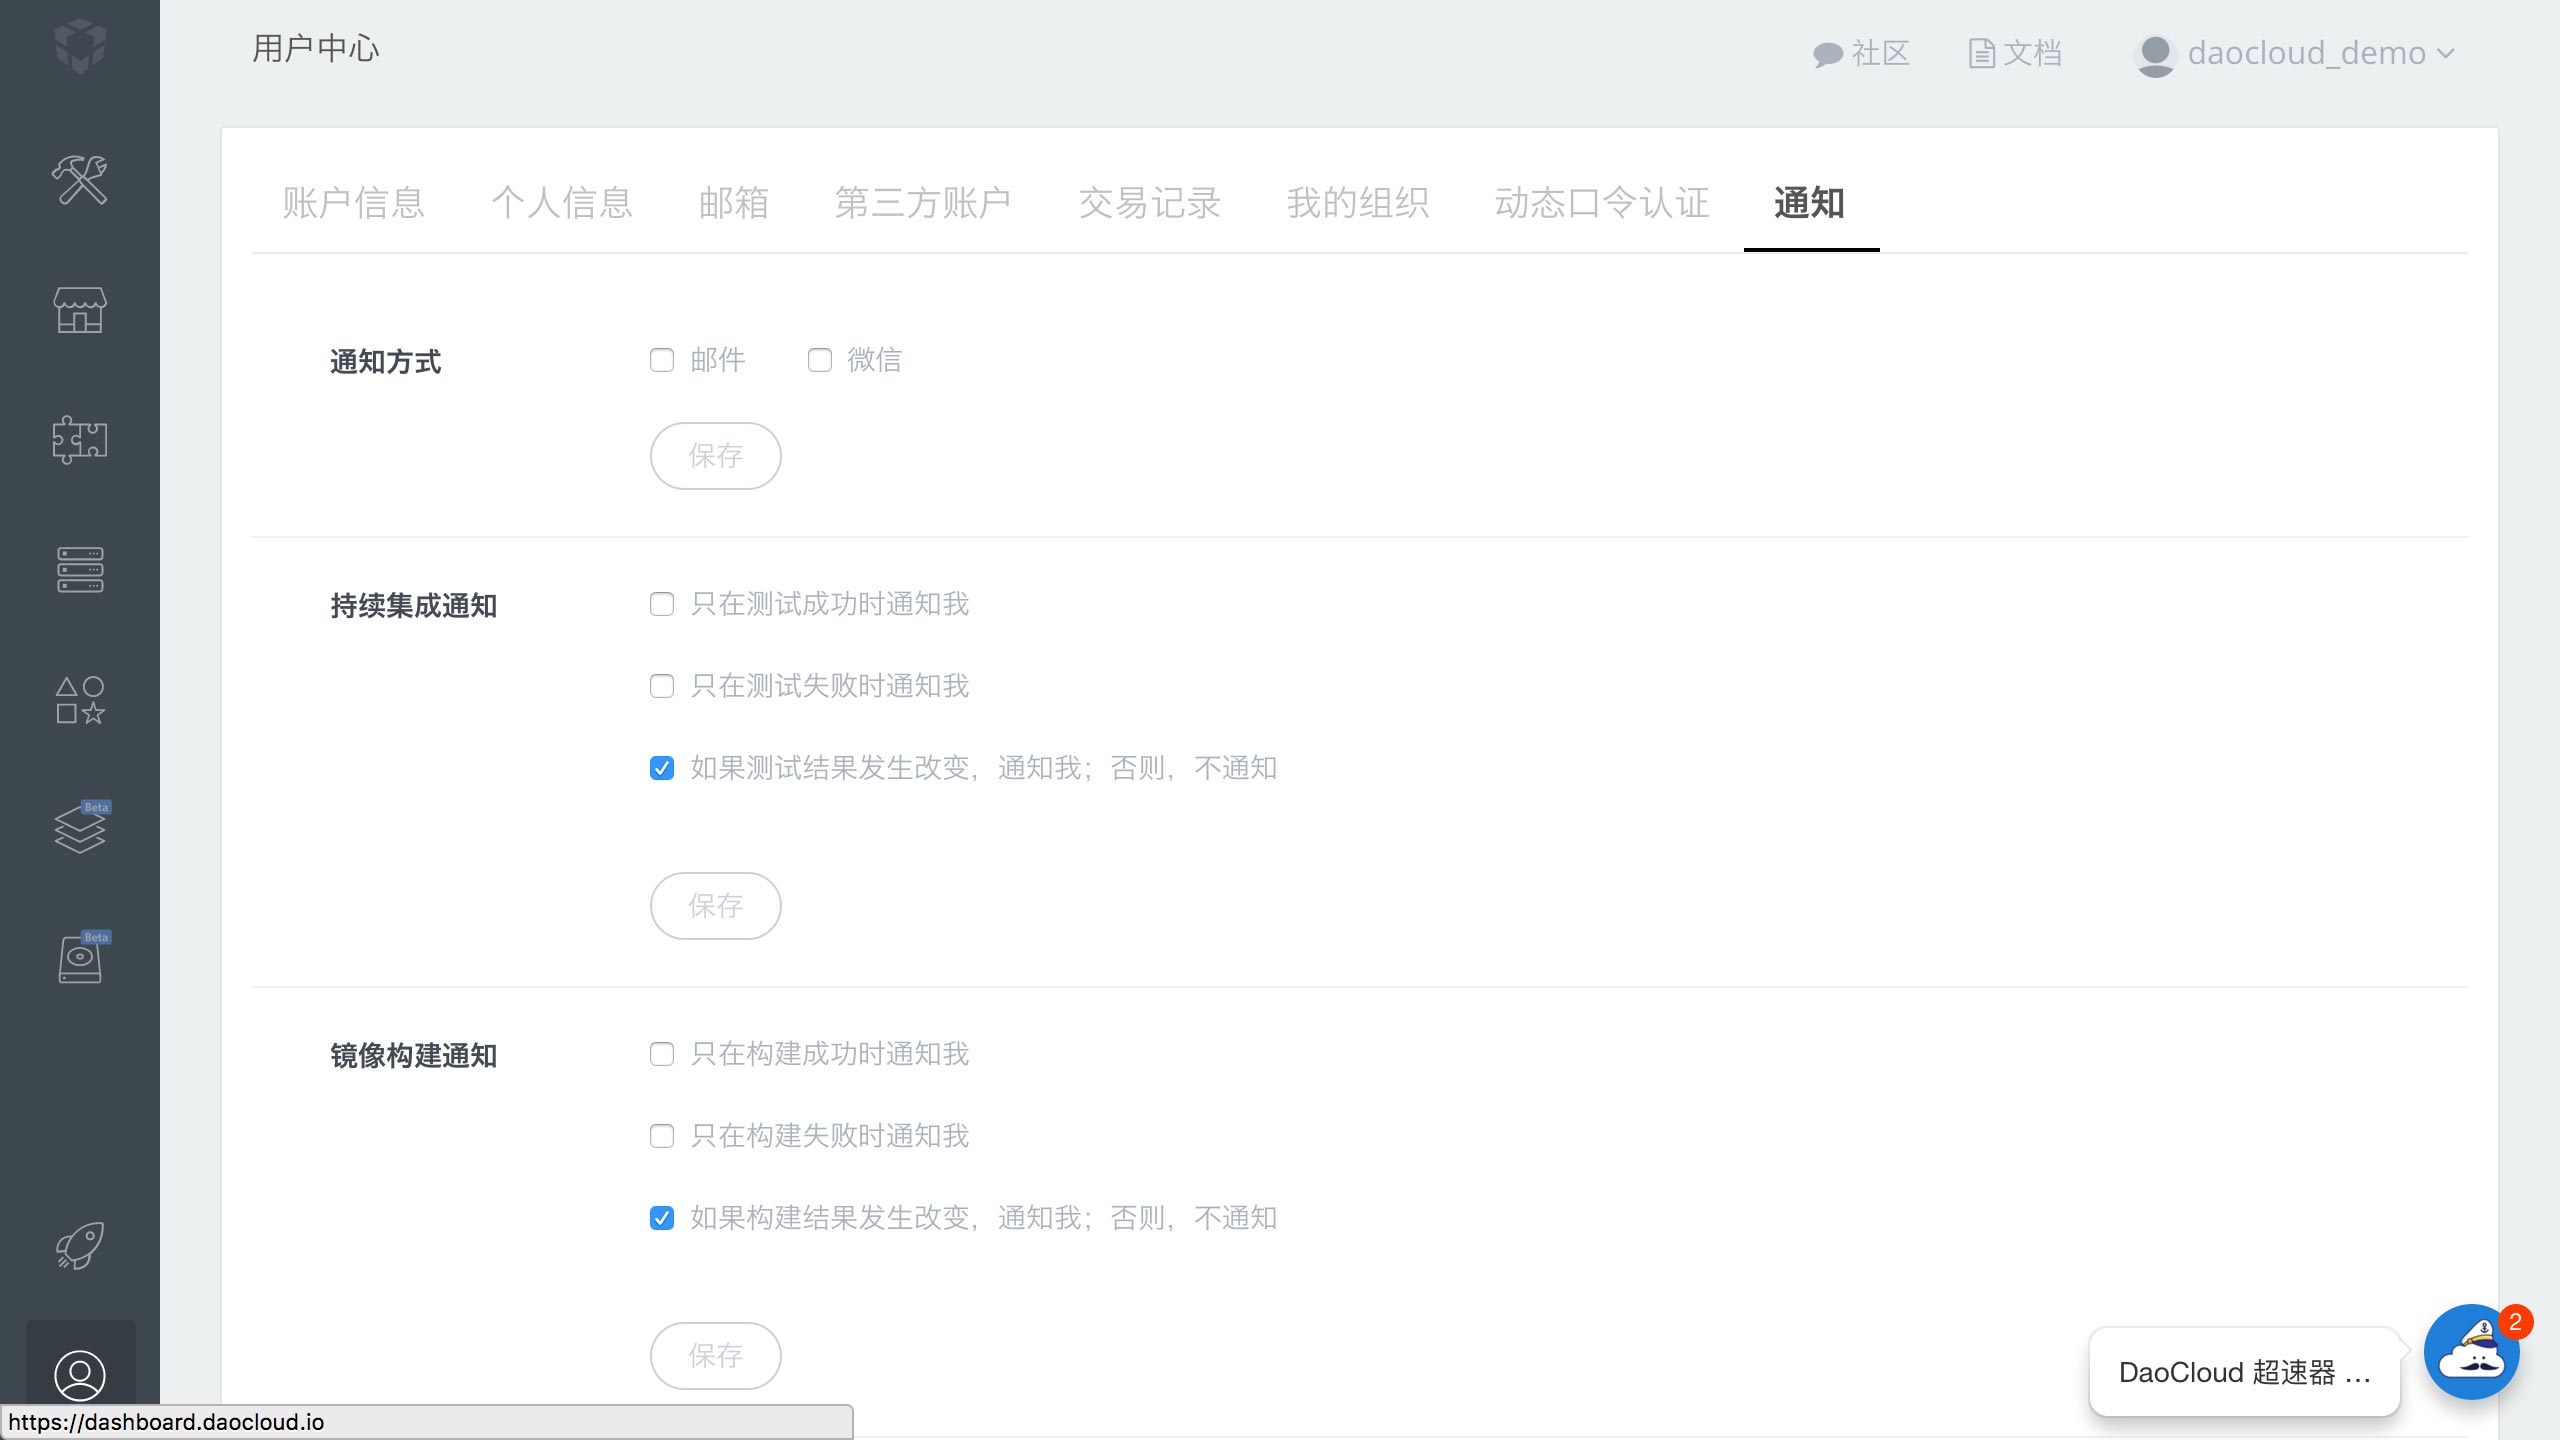 用户中心
社区
文档
daocloud_demo
账户信息 个人信息 邮箱 第三方账户 交易记录 我的组织 动态口令认证 通知
通知方式
邮件 微信
保存
持续集成通知
只在测试成功时通知我
只在测试失败时通知我
如果测试结果发生改变，通知我；否则，不通知
保存
Beta
Beta
镜像构建通知
只在构建成功时通知我
只在构建失败时通知我
如果构建结果发生改变，通知我；否则，不通知
保存
DaoCloud 超速器 ...
2
https://dashboard.daocloud.io